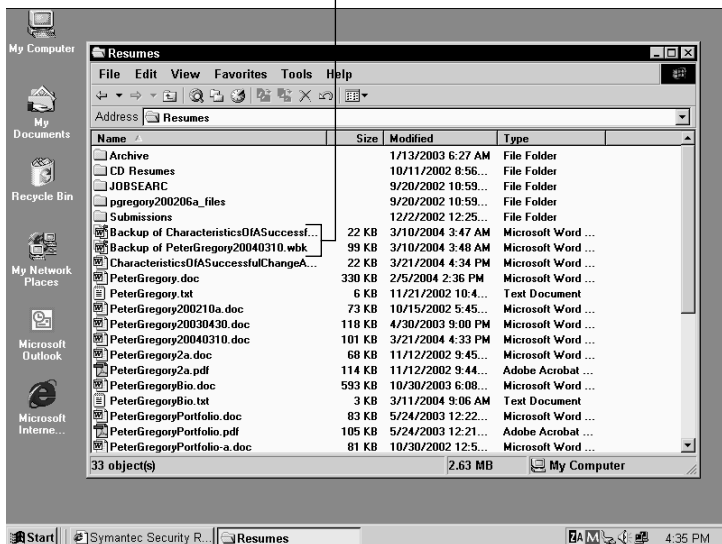 My Computer
My
Documents
Recycle Bin
My Network
Places
Microsoft
Outlook
Microsoft
Interne...
Resumes
File Edit View Favorites Tools Help
Address Resumes
Name Size Modified Type
Archive 1/13/2003 6:27 AM File Folder
CD Resumes 10/11/2002 8:56... File Folder
JOBSEARC 9/20/2002 10:59... File Folder
pgregory200206a_files 9/20/2002 10:59... File Folder
Submissions 12/2/2002 12:25... File Folder
Backup of CharacteristicsOfASuccessf... 22 KB 3/10/2004 3:47 AM Microsoft Word ...
Backup of PeterGregory20040310.wbk 99 KB 3/10/2004 3:48 AM Microsoft Word ...
CharacteristicsOfASuccessfulChangeA... 22 KB 3/21/2004 4:34 PM Microsoft Word ...
PeterGregory.doc 330 KB 2/5/2004 2:36 PM Microsoft Word ...
PeterGregory.txt 6 KB 11/21/2002 10:4... Text Document
PeterGregory200210a.doc 73 KB 10/15/2002 5:45... Microsoft Word ...
PeterGregory20030430.doc 118 KB 4/30/2003 9:00 PM Microsoft Word ...
PeterGregory20040310.doc 101 KB 3/21/2004 4:33 PM Microsoft Word ...
PeterGregory2a.doc 68 KB 11/12/2002 9:45... Microsoft Word ...
PeterGregory2a.pdf 114 KB 11/12/2002 9:44... Adobe Acrobat ...
PeterGregoryBio.doc 593 KB 10/30/2003 6:08... Microsoft Word ...
PeterGregoryBio.txt 3 KB 3/11/2004 9:06 AM Text Document
PeterGregoryPortfolio.doc 83 KB 5/24/2003 12:22... Microsoft Word ...
PeterGregoryPortfolio.pdf 105 KB 5/24/2003 12:21... Adobe Acrobat ...
PeterGregoryPortfolio-a.doc 81 KB 10/30/2002 12:5... Microsoft Word ...
33 object(s) 2.63 MB My Computer
Start Symantec Security R... Resumes 4:35 PM